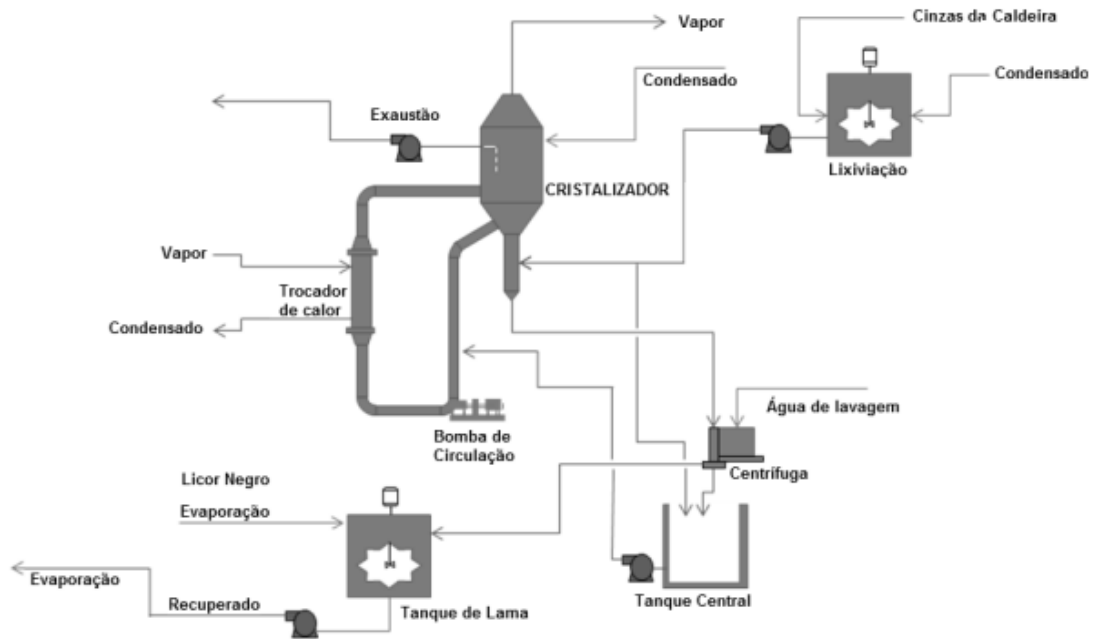 Vapor
Cinzas da Caldeira
Condensado
Condensado
Exaustão
Lixiviação
CRISTALIZADOR
Vapor
Trocador
de calor
Condensado
Água de lavagem
Bomba de
Circulação
Centrífuga
Licor Negro
Evaporação
Evaporação
Recuperado
Tanque de Lama
Tanque Central